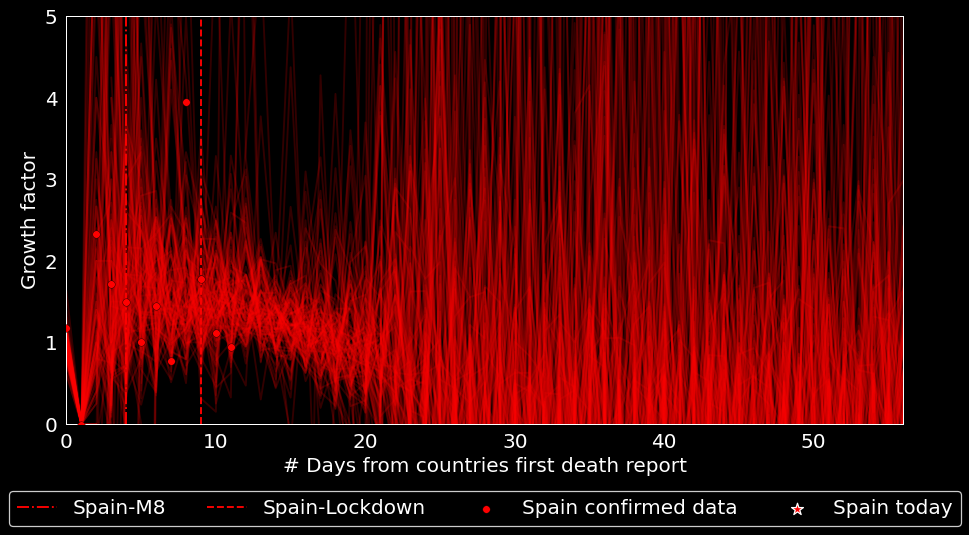 5
4
3
2
1
0
Growth factor
0 10 20 30 40 50
# Days from countries first death report
Spain-M8 Spain-Lockdown Spain confirmed data Spain today